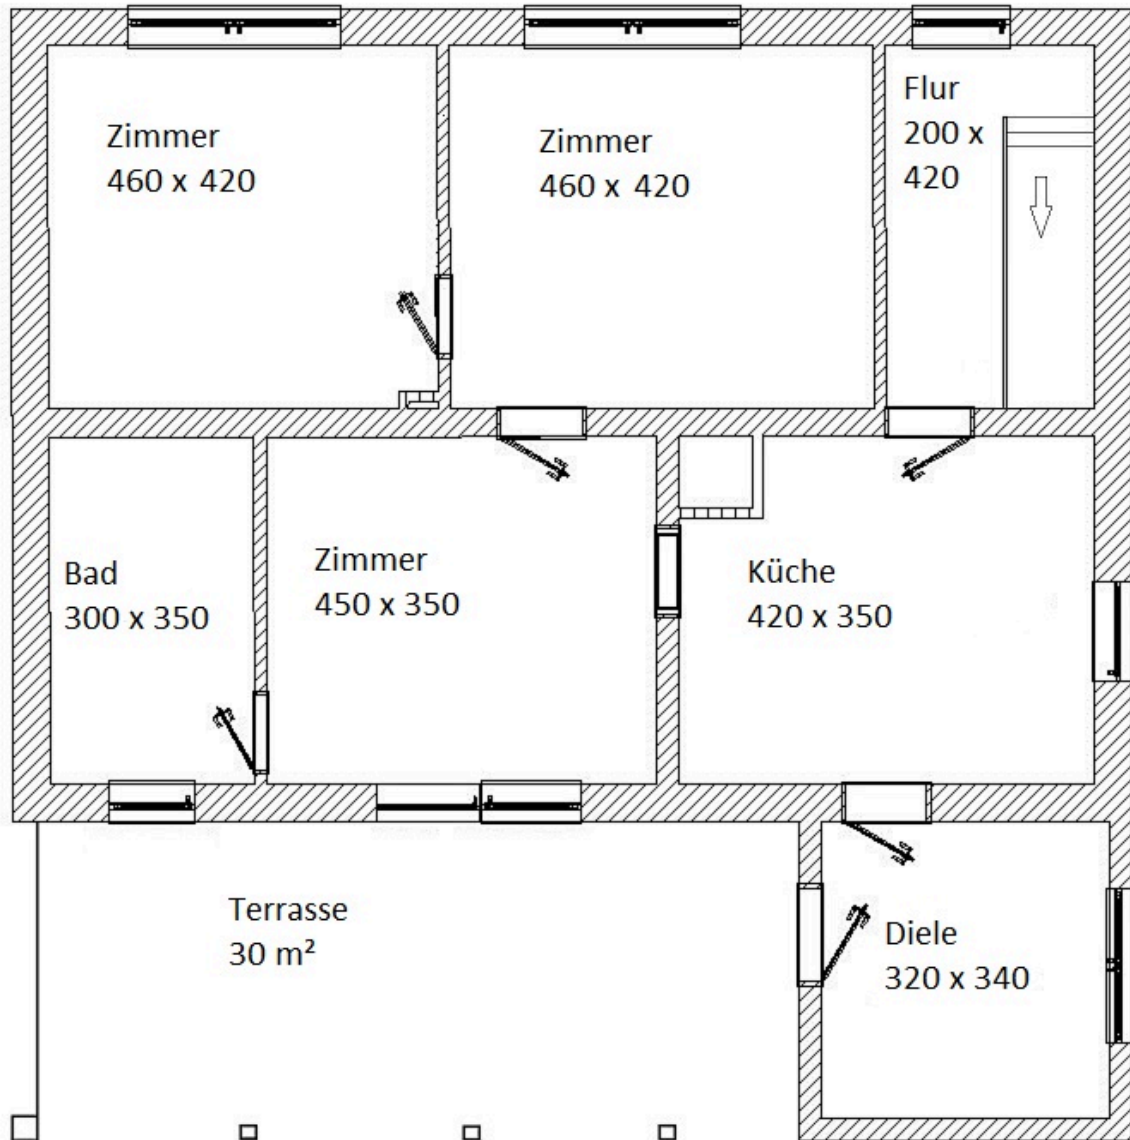 Zimmer
460 x 420
Zimmer
460 x 420
Flur
200 x
420
Bad
300 x 350
Zimmer
450 x 350
Küche
420 x 350
Terrasse
30 m²
Diele
320 x 340